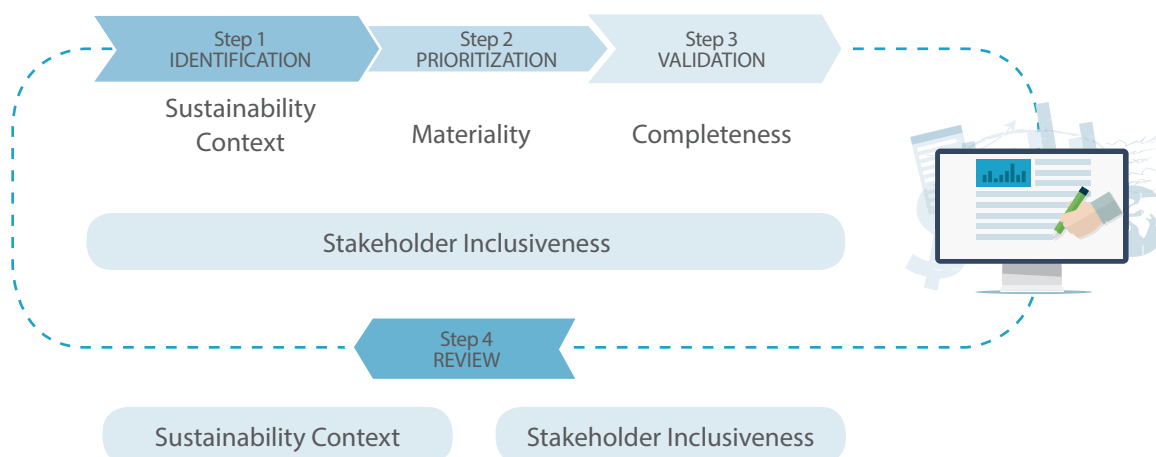 Step 1
IDENTIFICATION
Step 2
PRIORITIZATION
Step 3
VALIDATION
Sustainability
Context
Materiality
Completeness
Stakeholder Inclusiveness
Step 4
REVIEW
Sustainability Context
Stakeholder Inclusiveness